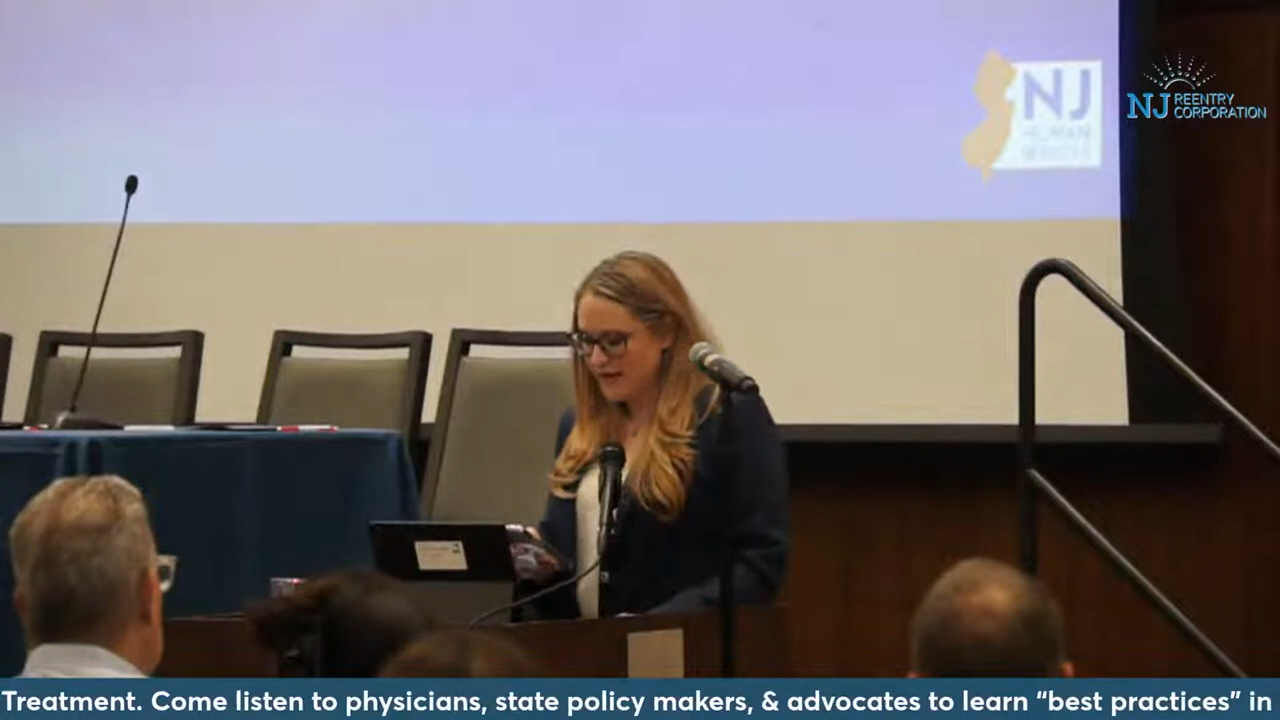 NJ
HUMAN
SERVICES
NJ REENTRY
CORPORATION
Treatment. Come listen to physicians, state policy makers, & advocates to learn “best practices” in